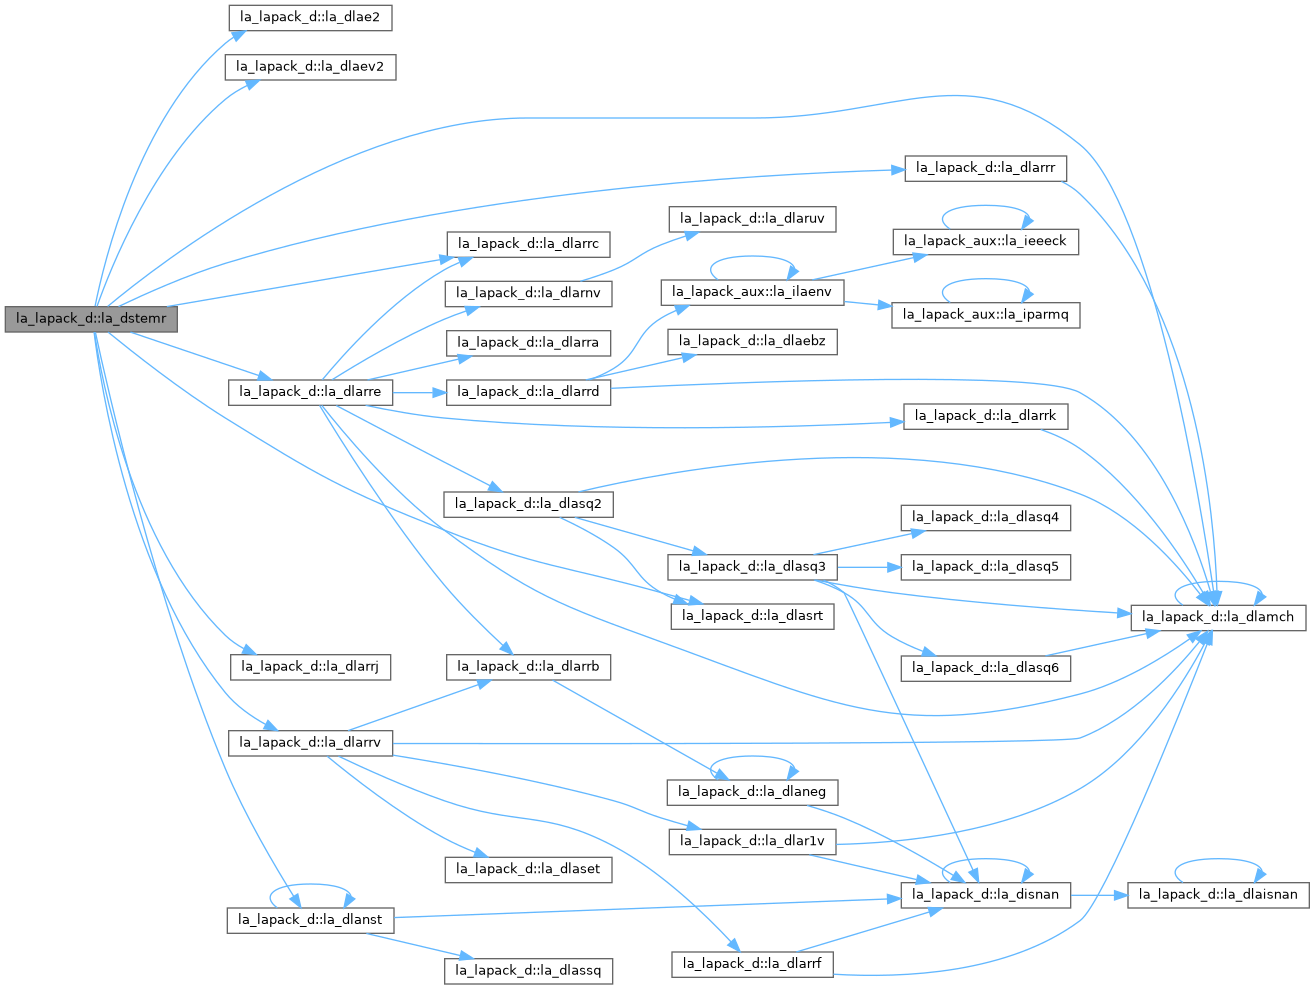 la_lapack_d::la_dlae2
la_lapack_d::la_dlaev2
la_lapack_d::la_dlarrr
la_lapack_d::la_dlaruv
la_lapack_d::la_dlarrc
la_lapack_aux::la_ieeeck
la_lapack_d::la_dlarnv
la_lapack_aux::la_ilaenv
la_lapack_aux::la_iparmq
la_lapack_d::la_dstemr
la_lapack_d::la_dlarra
la_lapack_d::la_dlaebz
la_lapack_d::la_dlarre
la_lapack_d::la_dlarrd
la_lapack_d::la_dlarrk
la_lapack_d::la_dlasq2
la_lapack_d::la_dlasq4
la_lapack_d::la_dlasq3
la_lapack_d::la_dlasq5
la_lapack_d::la_dlasrt
la_lapack_d::la_dlamch
la_lapack_d::la_dlarrj
la_lapack_d::la_dlarrb
la_lapack_d::la_dlasq6
la_lapack_d::la_dlarrv
la_lapack_d::la_dlaneg
la_lapack_d::la_dlar1v
la_lapack_d::la_dlaset
la_lapack_d::la_disnan
la_lapack_d::la_dlaisnan
la_lapack_d::la_dlanst
la_lapack_d::la_dlarrf
la_lapack_d::la_dlassq